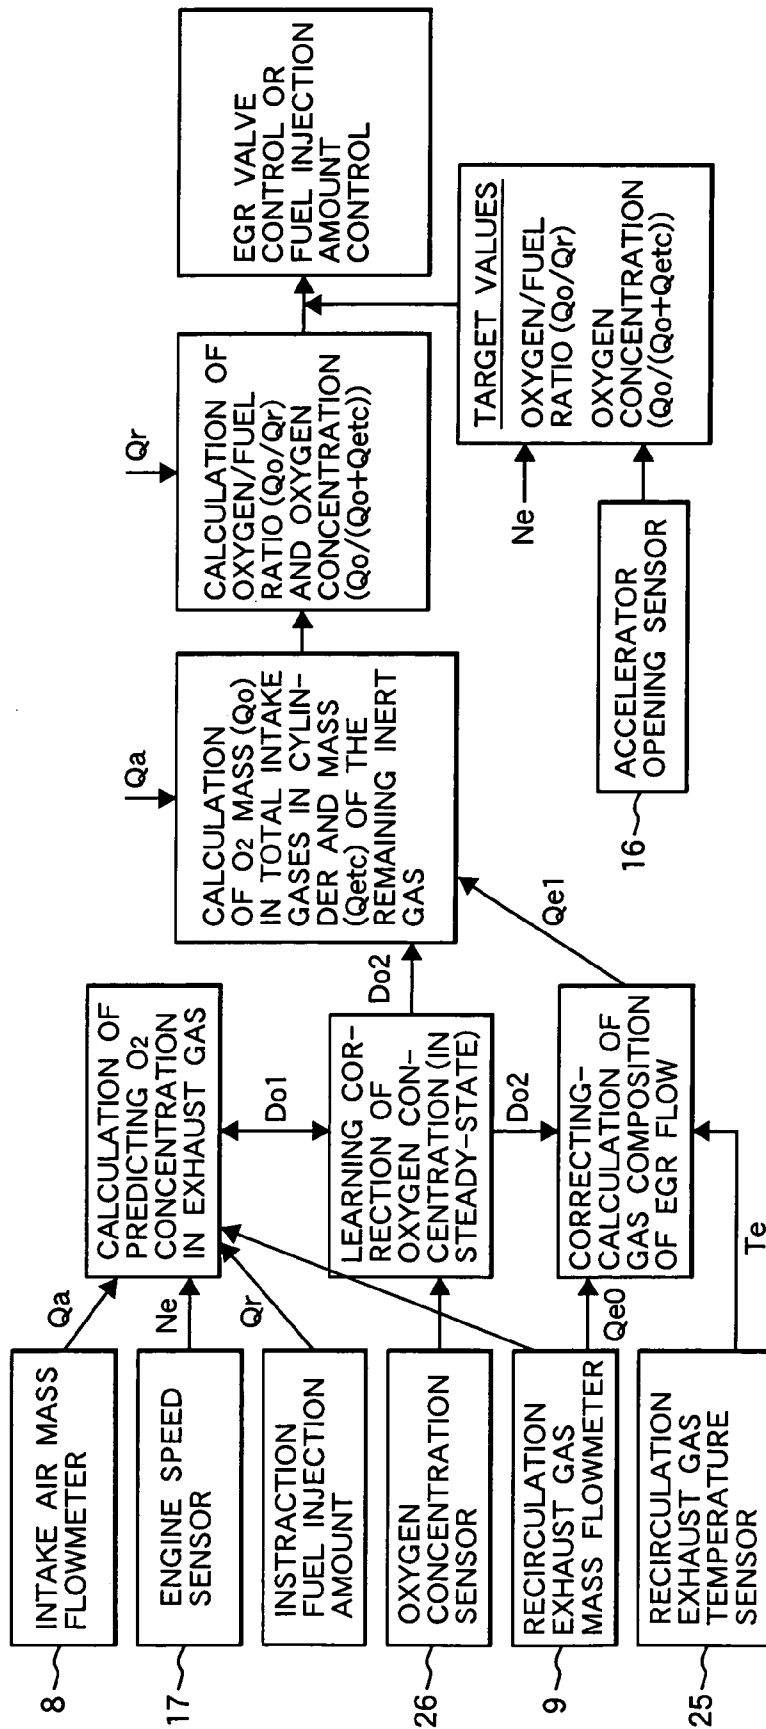 8
INTAKE AIR MASS
FLOWMETER
17
ENGINE SPEED
SENSOR
INSTRACTION
FUEL INJECTION
AMOUNT
26
OXYGEN
CONCENTRATION
SENSOR
9
RECIRCULATION
EXHAUST GAS
MASS FLOWMETER
25
RECIRCULATION
EXHAUST GAS
TEMPERATURE
SENSOR
Qa
Ne
Qr
Qe0
Te
CALCULATION OF
PREDICTING O2
CONCENTRATION
IN EXHAUST GAS
Do1
LEARNING COR-
RECTION OF
OXYGEN CON-
CENTRATION (IN
STEADY-STATE)
Do2
CORRECTING-
CALCULATION OF
GAS COMPOSITION
OF EGR FLOW
Do2
Qe1
Qa
CALCULATION
OF O2 MASS (Qo)
IN TOTAL INTAKE
GASES IN CYLIN-
DER AND MASS
(Qetc) OF THE
REMAINING INERT
GAS
Qr
CALCULATION OF
OXYGEN/FUEL
RATIO (Qo/Qr)
AND OXYGEN
CONCENTRATION
(Qo/(Qo+Qetc))
16
ACCELERATOR
OPENING SENSOR
Ne
TARGET VALUES
OXYGEN/FUEL
RATIO (Qo/Qr)
OXYGEN
CONCENTRATION
(Qo/(Qo+Qetc))
EGR VALVE
CONTROL OR
FUEL INJECTION
AMOUNT
CONTROL